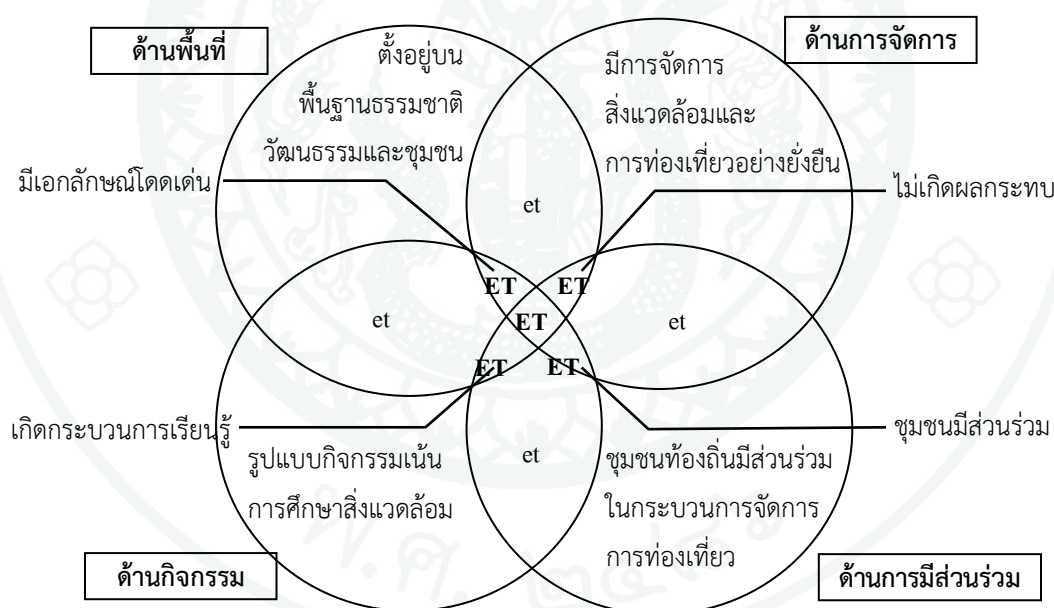 ด้านพื้นที่
ด้านการจัดการ
ตั้งอยู่บน
พื้นฐานธรรมชาติ
วัฒนธรรมและชุมชน
มีการจัดการ
สิ่งแวดล้อมและ
การท่องเที่ยวอย่างยั่งยืน
มีเอกลักษณ์โดดเด่น
ไม่เกิดผลกระทบ
et
ET
ET
et
ET
et
ET
ET
เกิดกระบวนการเรียนรู้
ชุมชนมีส่วนร่วม
รูปแบบกิจกรรมเน้น
การศึกษาสิ่งแวดล้อม
et
ชุมชนท้องถิ่นมีส่วนร่วม
ในกระบวนการจัดการ
การท่องเที่ยว
ด้านกิจกรรม
ด้านการมีส่วนร่วม
พ.ศ. ๒๔๘๖